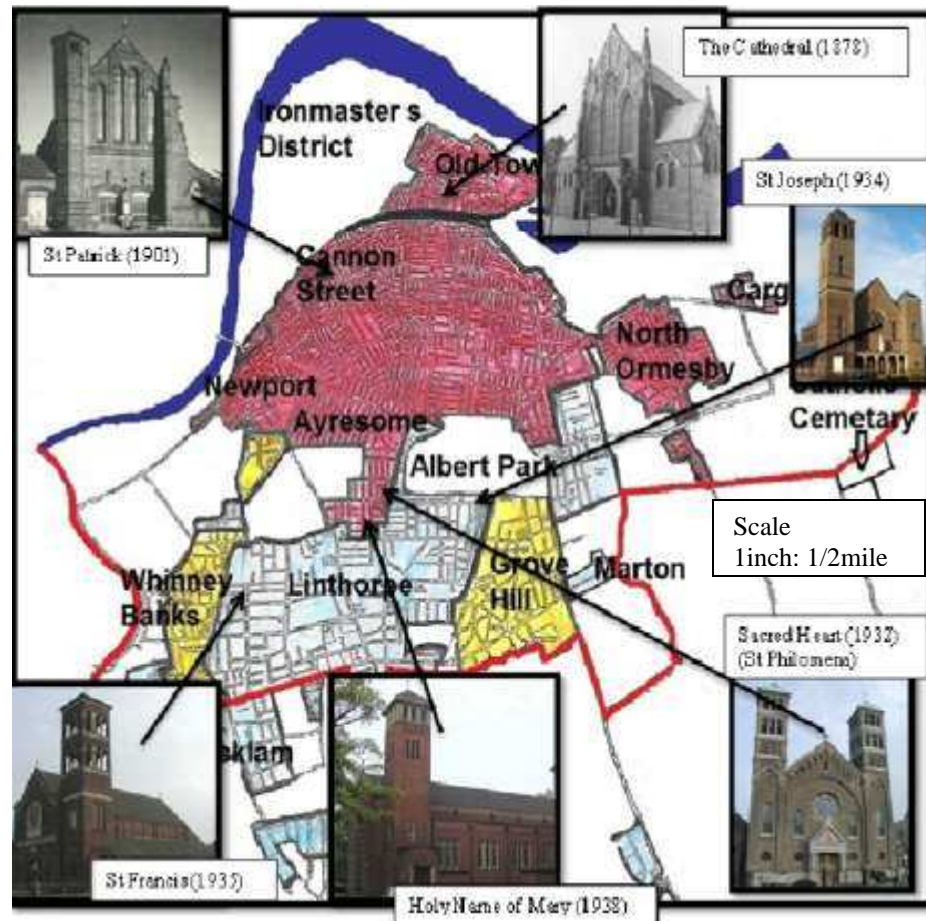 The Cathedral (1878)
Ironmaster s
District
Old-Tow
St Joseph (1934)
St Patrick (1901)
Cannon
Street
Carg
North
Ormesby
Newport
Ayresome
Cemetary
Albert Park
Scale
1inch: 1/2mile
Whinney
Banks
Linthorpe
Grove
Hill
Marton
Sacred Heart (1932)
(St Philomena)
sklam
St Francis (1935)
Holy Name of Mary (1938)